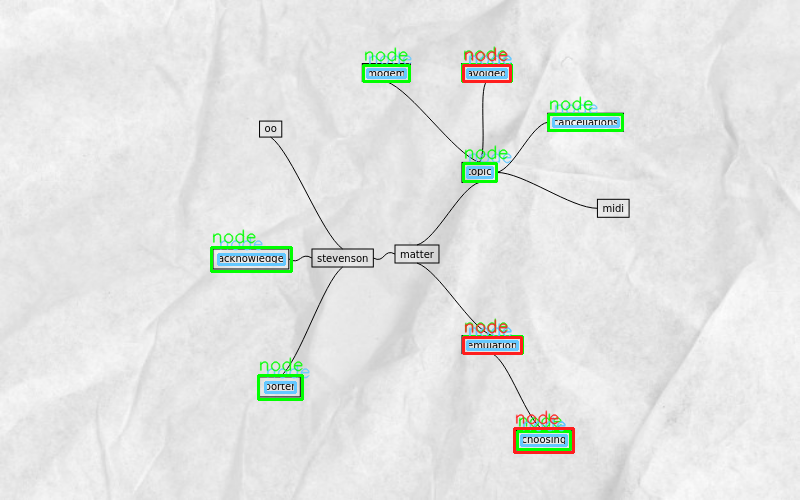 node
modem
node
avoided
node
cancellations
oo
node
topic
midi
node
acknowledge
stevenson
matter
node
emulation
node
porter
node
choosing